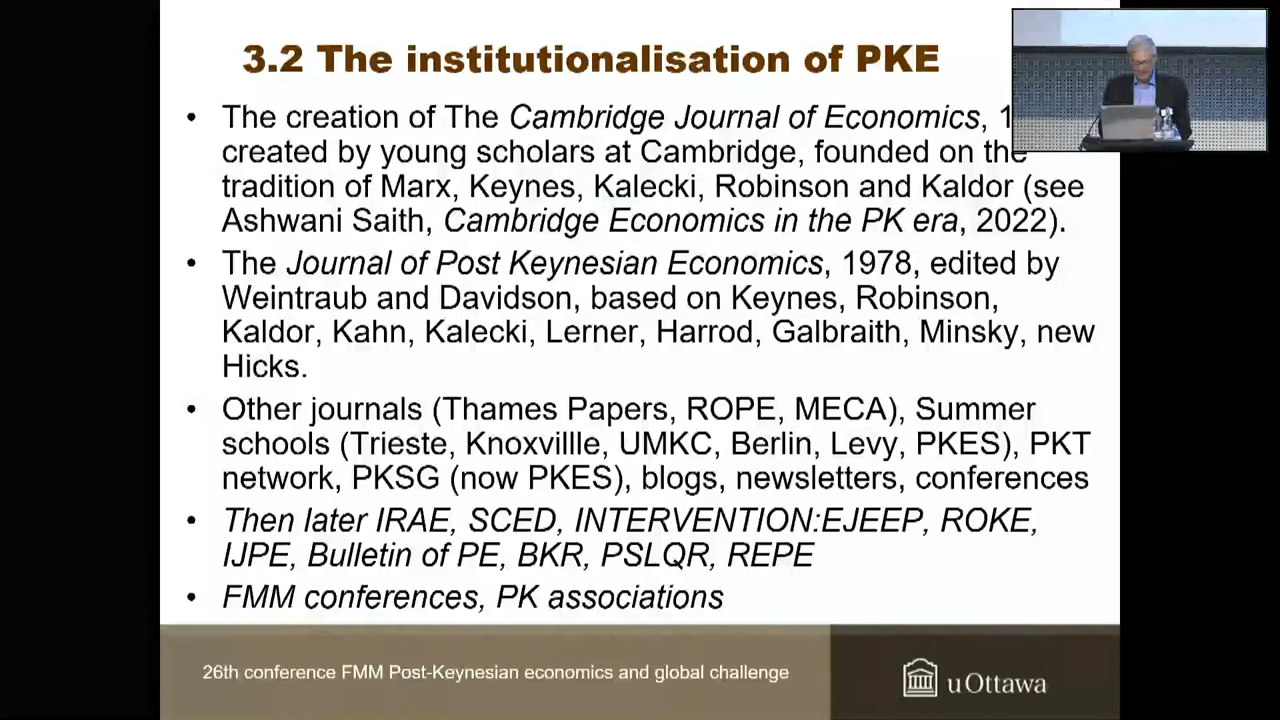 3.2 The institutionalisation of PKE
• The creation of The Cambridge Journal of Economics, 1
created by young scholars at Cambridge, founded on the
tradition of Marx, Keynes, Kalecki, Robinson and Kaldor (see
Ashwani Saith, Cambridge Economics in the PK era, 2022).
• The Journal of Post Keynesian Economics, 1978, edited by
Weintraub and Davidson, based on Keynes, Robinson,
Kaldor, Kahn, Kalecki, Lerner, Harrod, Galbraith, Minsky, new
Hicks.
• Other journals (Thames Papers, ROPE, MECA), Summer
schools (Trieste, Knoxvillle, UMKC, Berlin, Levy, PKES), PKT
network, PKSG (now PKES), blogs, newsletters, conferences
• Then later IRAE, SCED, INTERVENTION:EJEEP, ROKE,
IJPE, Bulletin of PE, BKR, PSLQR, REPE
• FMM conferences, PK associations
26th conference FMM Post-Keynesian economics and global challenge
uOttawa